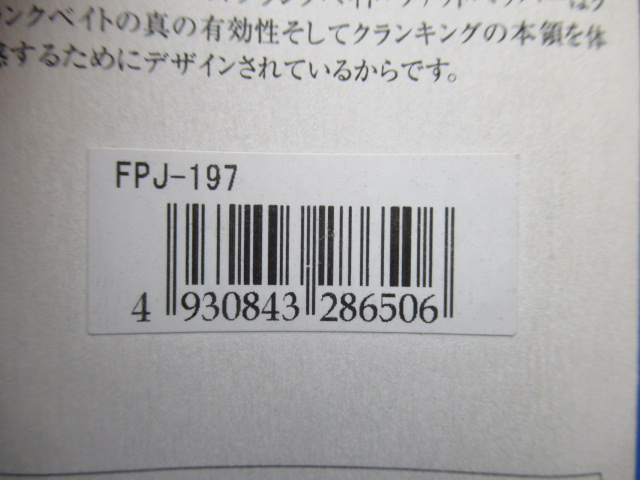 ンクベイトの真の有効性そしてクランキングの本領を体
感するためにデザインされているからです。
FPJ-197
4 930843 286506